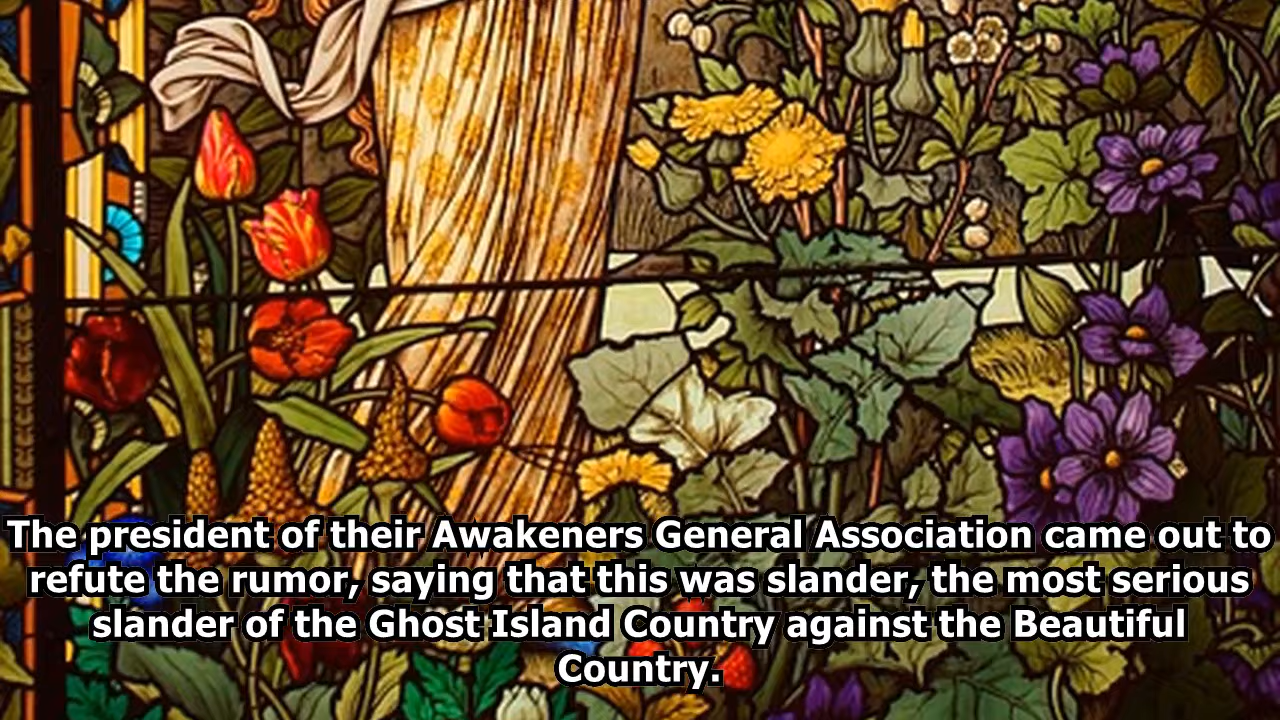 The president of their Awakeners General Association came out to
refute the rumor, saying that this was slander, the most serious
slander of the Ghost Island Country against the Beautiful
Country.